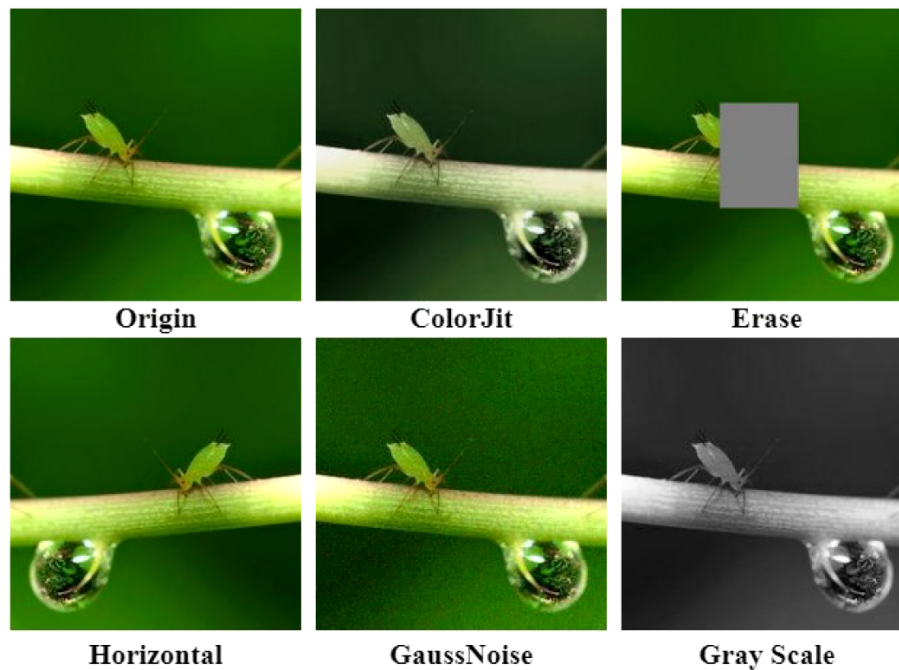 Origin
ColorJit
Erase
Horizontal
GaussNoise
Gray Scale